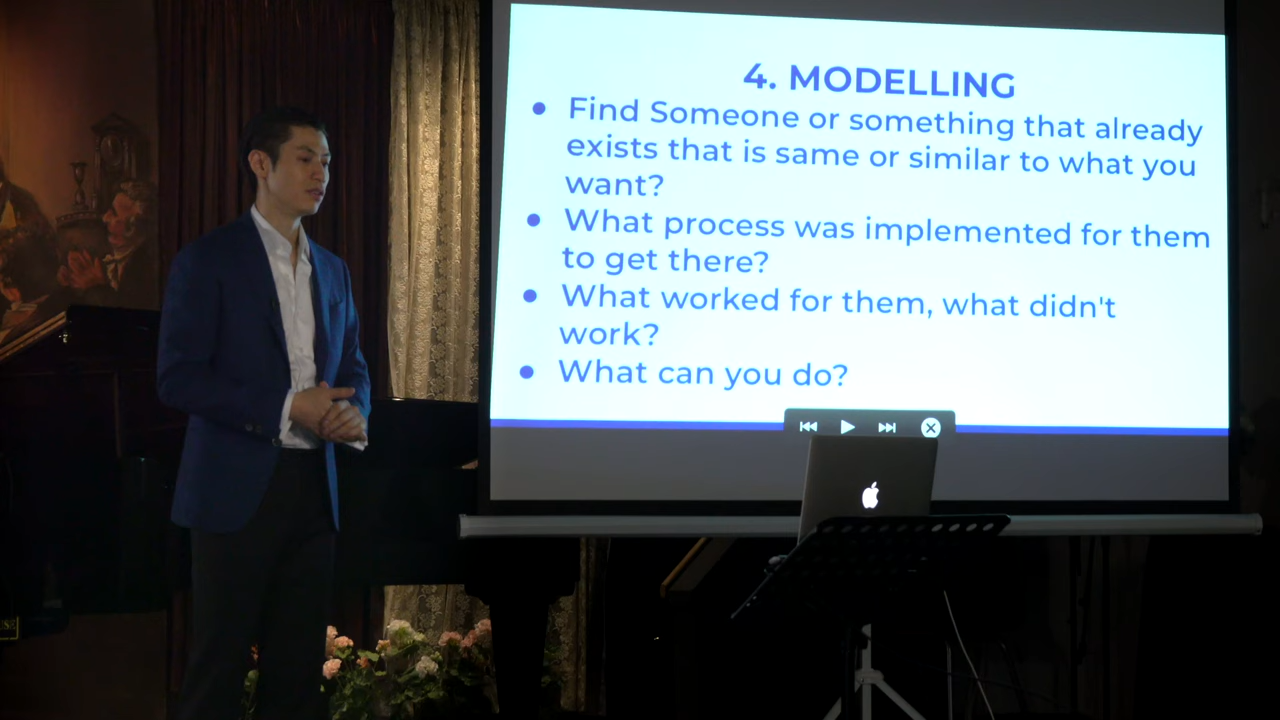 4. MODELLING
• Find Someone or something that already
exists that is same or similar to what you
want?
• What process was implemented for them
to get there?
• What worked for them, what didn't
work?
• What can you do?